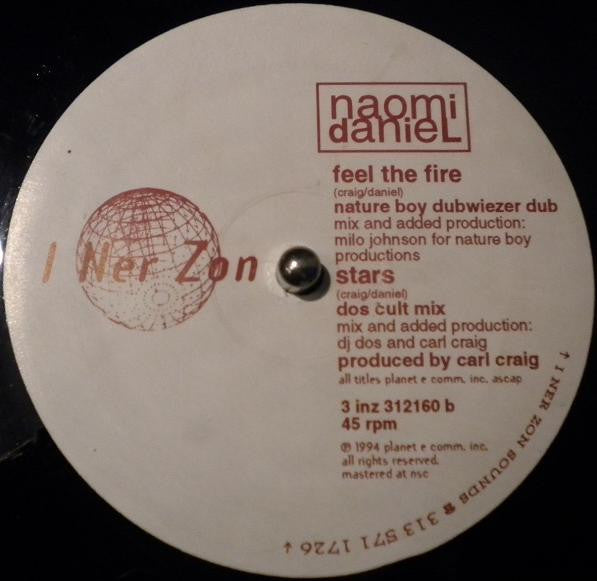 naomi
danieL
feel the fire
(craig/daniel)
nature boy dubwiezer dub
mix and added production:
milo johnson for nature boy
productions
stars
(craig/daniel)
dos cult mix
mix and added production:
dj dos and carl craig
produced by carl craig
all titles planet e comm. inc. ascap
3 inz 312160 b
45 rpm
℗ 1994 planet e comm. inc.
all rights reserved.
mastered at nsc
I Ner Zon
↑ I NER ZON SOUNDS ☎ 313 571 1726 ↓